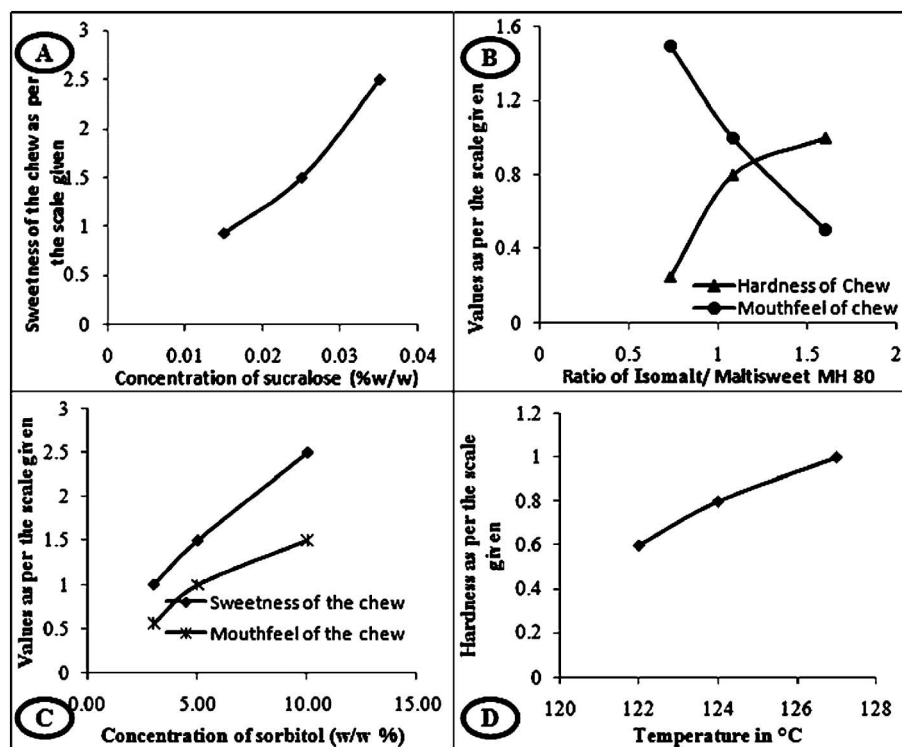 A
Sweetness of the chew as per
the scale given
3
2.5
2
1.5
1
0.5
0
0
0.01
0.02
0.03
0.04
Concentration of sucralose (%w/w)
B
Values as per the scale given
1.6
1.2
0.8
0.4
0
Hardness of Chew
Mouthfeel of chew
0
0.5
1
1.5
2
Ratio of Isomalt/ Maltisweet MH 80
C
Values as per the scale given
3
2.5
2
1.5
1
0.5
0
Sweetness of the chew
Mouthfeel of the chew
0.00
5.00
10.00
15.00
Concentration of sorbitol (w/w %)
D
Hardness as per the scale
given
1.2
1
0.8
0.6
0.4
0.2
0
120
122
124
126
128
Temperature in °C